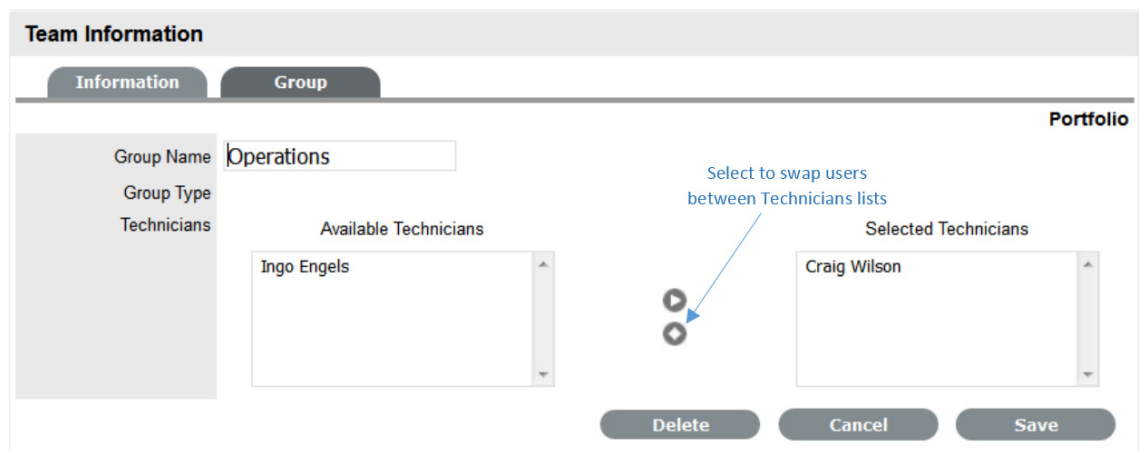 Team Information
Information
Group
Portfolio
Group Name
Operations
Select to swap users
between Technicians lists
Group Type
Technicians
Available Technicians
Selected Technicians
Ingo Engels
Craig Wilson
Delete
Cancel
Save